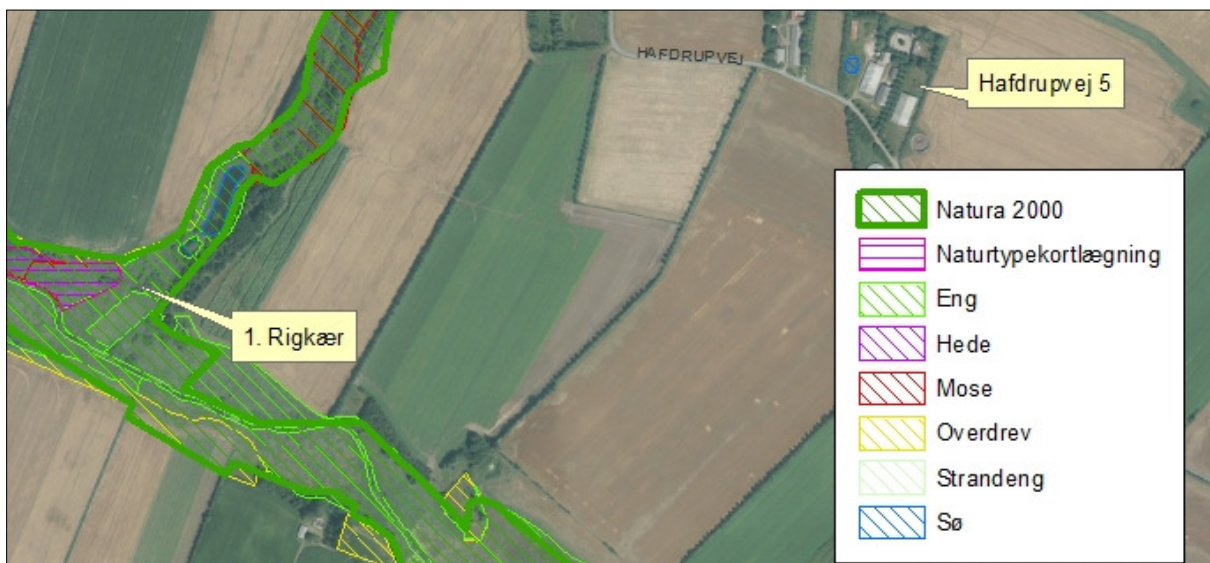 HAFDRUPVEJ
Hafdrupvej 5
1. Rigkær
Natura 2000
Naturtypekortlægning
Eng
Hede
Mose
Overdrev
Strandeng
Sø